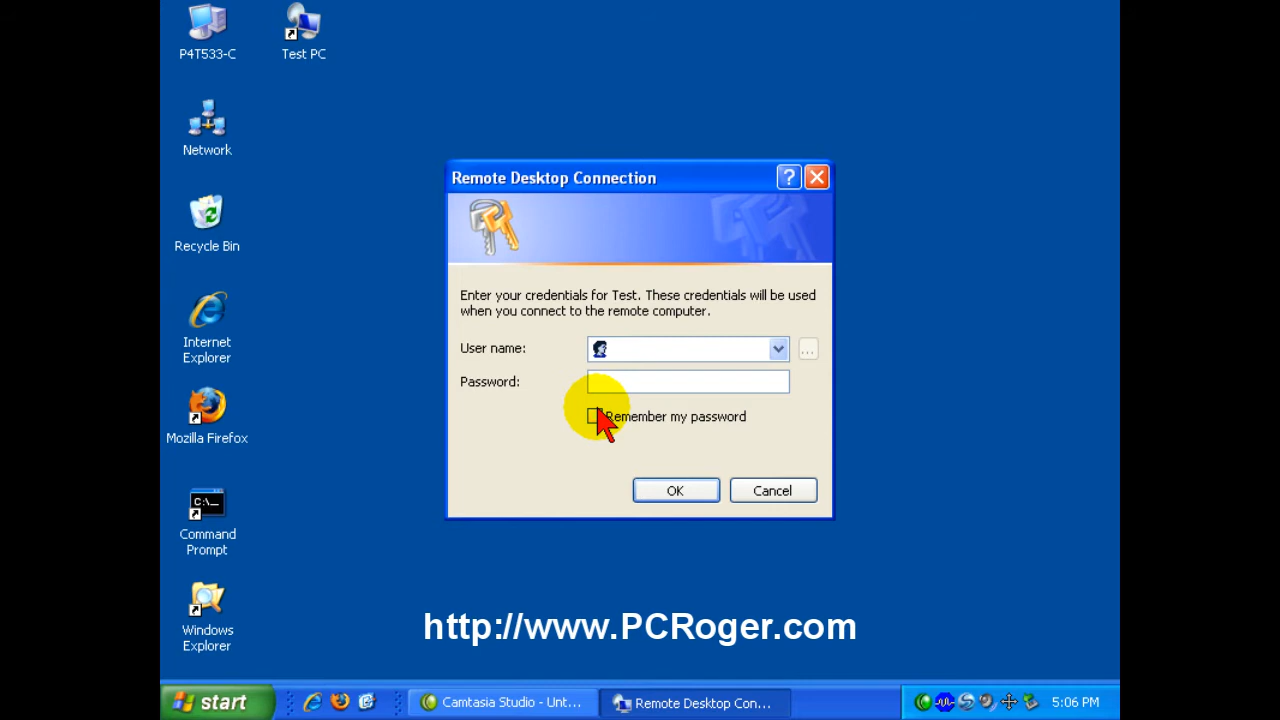 P4T533-C
Test PC
Network
Recycle Bin
Internet
Explorer
Mozilla Firefox
C:\_
Command
Prompt
Windows
Explorer
Remote Desktop Connection
?
Enter your credentials for Test. These credentials will be used
when you connect to the remote computer.
User name:
...
Password:
Remember my password
OK
Cancel
http://www.PCRoger.com
start
Camtasia Studio - Unt...
Remote Desktop Con...
5:06 PM